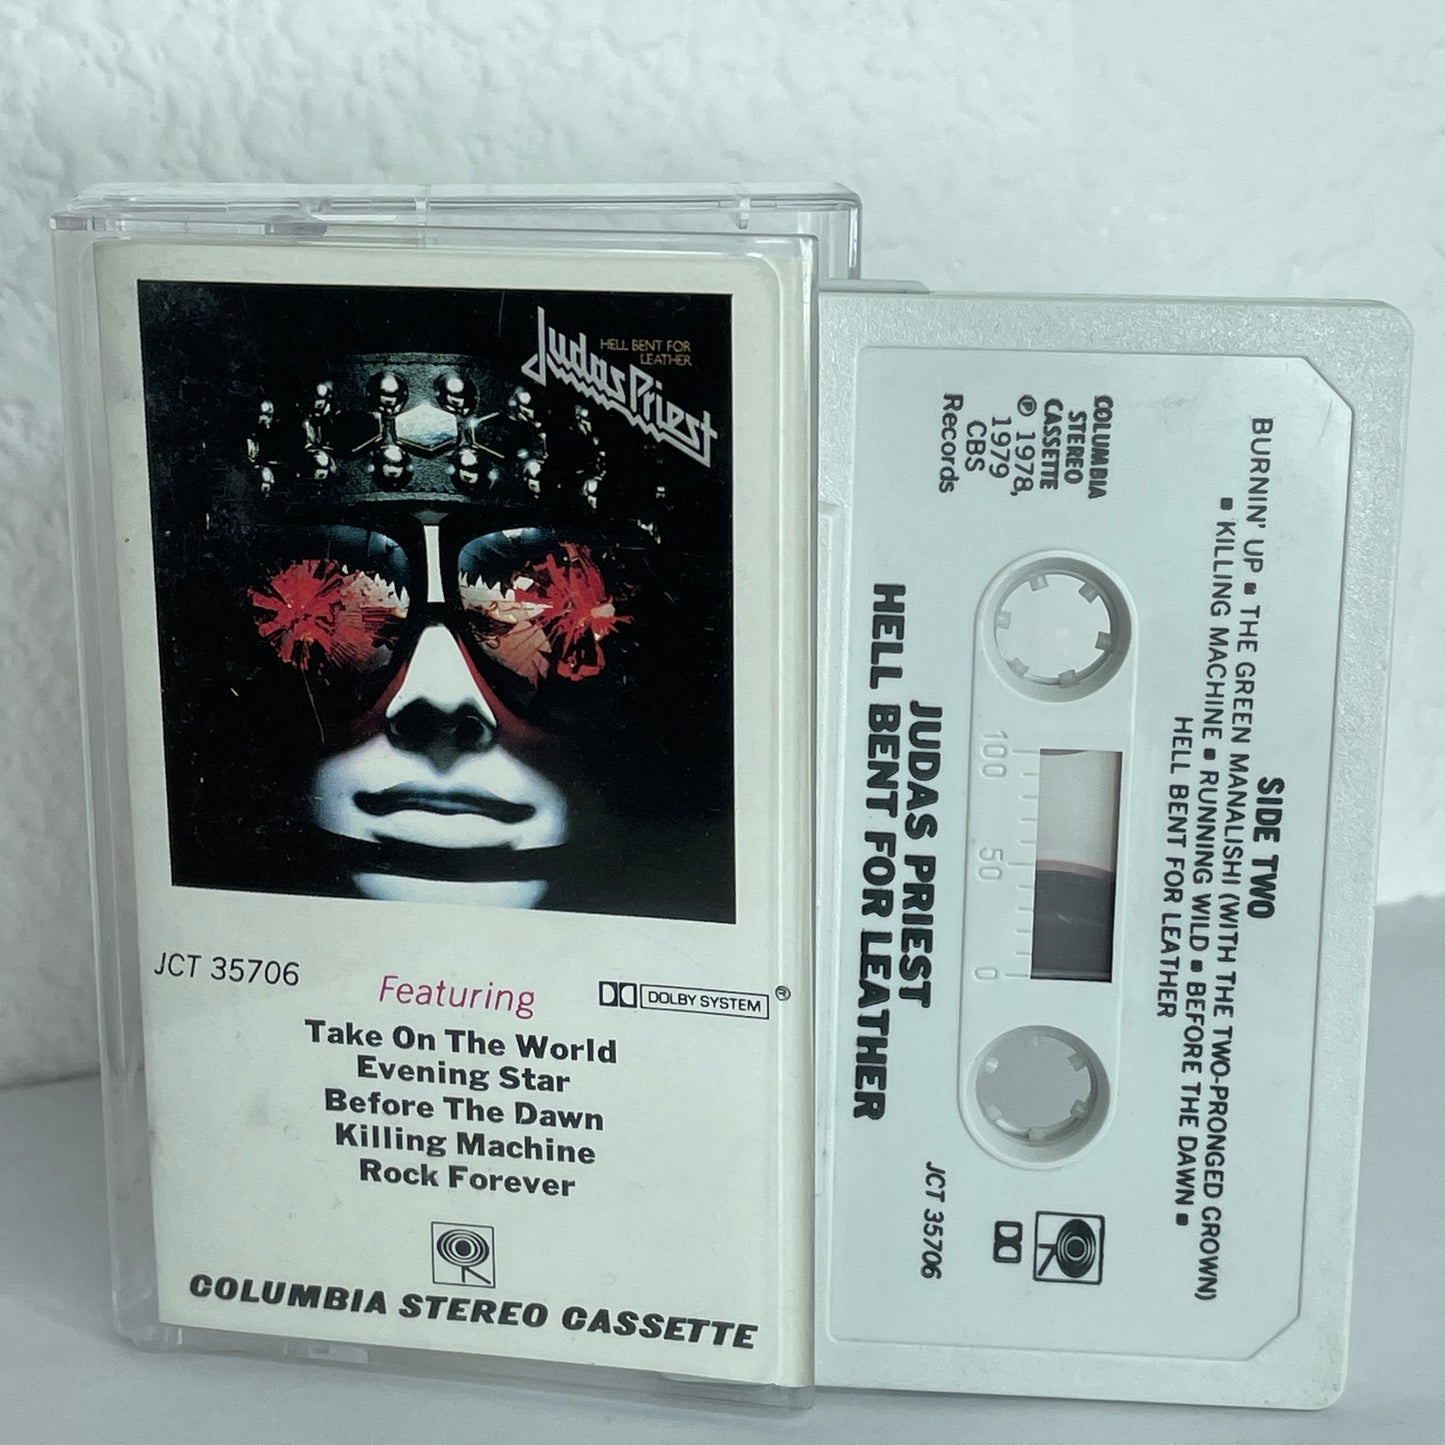 HELL BENT FOR
LEATHER
Judas Priest
JCT 35706
Featuring
DOLBY SYSTEM ®
Take On The World
Evening Star
Before The Dawn
Killing Machine
Rock Forever
COLUMBIA STEREO CASSETTE
SIDE TWO
BURNIN' UP ▪ THE GREEN MANALISHI (WITH THE TWO-PRONGED CROWN)
▪ KILLING MACHINE ▪ RUNNING WILD ▪ BEFORE THE DAWN ▪
HELL BENT FOR LEATHER
COLUMBIA
STEREO
CASSETTE
℗ 1978,
1979
CBS
Records
100 50 0
JUDAS PRIEST
HELL BENT FOR LEATHER
JCT 35706